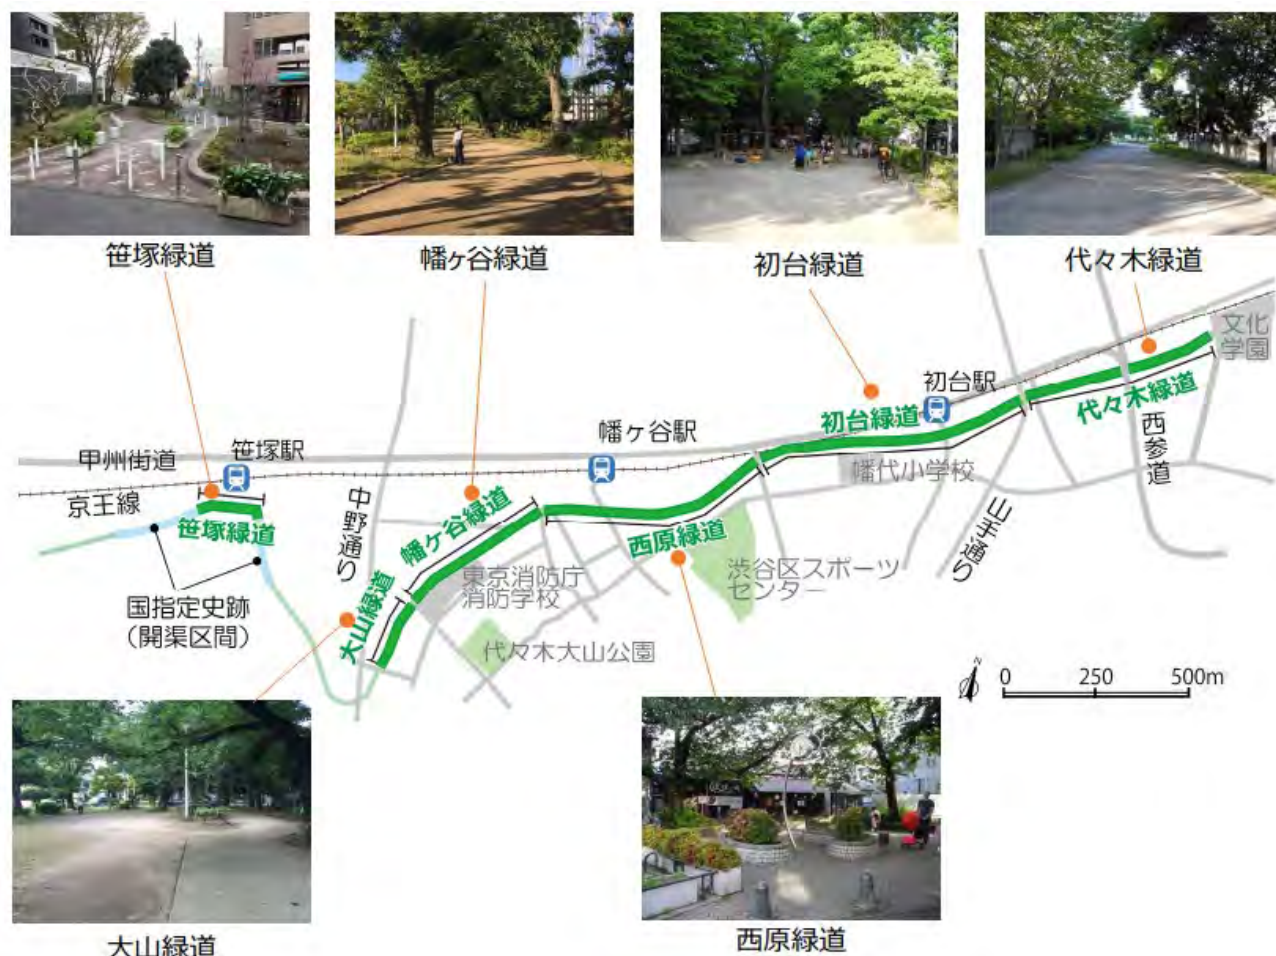 笹塚緑道
幡ヶ谷緑道
初台緑道
代々木緑道
文化
学園
初台駅
初台緑道
代々木緑道
幡ヶ谷駅
笹塚駅
甲州街道
西参道
幡代小学校
京王線
中野通り
幡ヶ谷緑道
笹塚緑道
西原緑道
山手通り
渋谷区スポーツ
センター
東京消防庁
消防学校
国指定史跡
(開渠区間)
大山緑道
代々木大山公園
N
0 250 500m
大山緑道
西原緑道